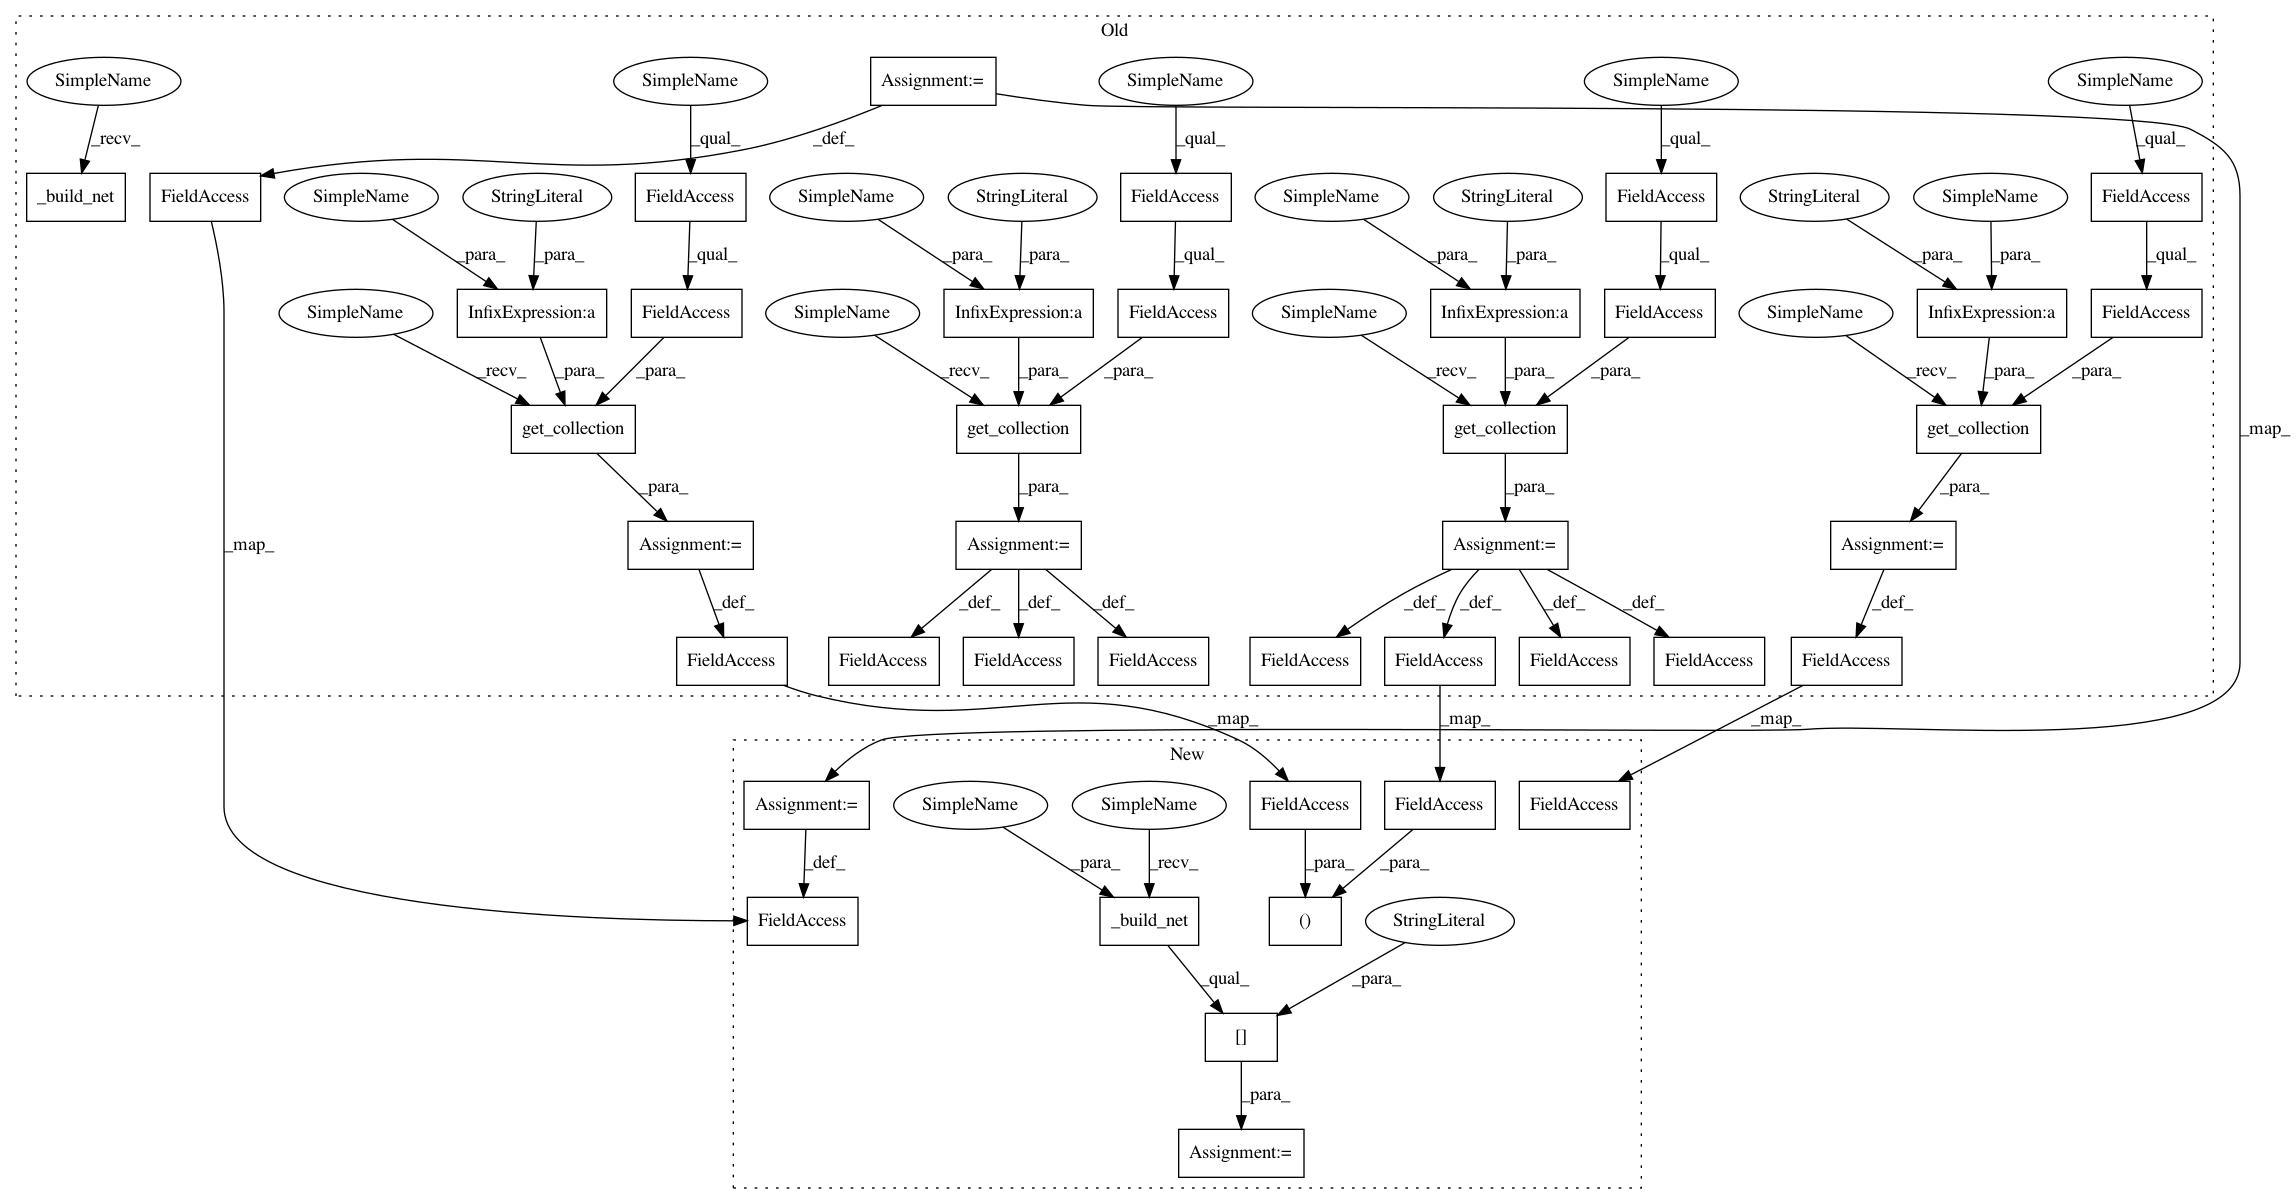 Old
SimpleName
SimpleName
Assignment:=
SimpleName
SimpleName
SimpleName
_recv_
_qual_
_def_
_qual_
_qual_
_qual_
_build_net
FieldAccess
SimpleName
StringLiteral
FieldAccess
SimpleName
StringLiteral
FieldAccess
SimpleName
StringLiteral
FieldAccess
StringLiteral
SimpleName
FieldAccess
_para_
_para_
_qual_
_para_
_para_
_qual_
_para_
_para_
_qual_
_para_
_para_
_qual_
SimpleName
InfixExpression:a
FieldAccess
SimpleName
InfixExpression:a
FieldAccess
SimpleName
InfixExpression:a
FieldAccess
SimpleName
InfixExpression:a
FieldAccess
_recv_
_para_
_para_
_recv_
_para_
_para_
_recv_
_para_
_para_
_recv_
_para_
_para_
get_collection
get_collection
get_collection
get_collection
_map_
_para_
_para_
_para_
_para_
_map_
Assignment:=
Assignment:=
Assignment:=
Assignment:=
_def_
_def_
_def_
_def_
_def_
_def_
_def_
_def_
_def_
FieldAccess
FieldAccess
FieldAccess
FieldAccess
FieldAccess
FieldAccess
FieldAccess
FieldAccess
FieldAccess
_map_
_map_
_map_
New
Assignment:=
SimpleName
SimpleName
FieldAccess
FieldAccess
FieldAccess
_def_
_para_
_recv_
_para_
_para_
FieldAccess
_build_net
()
StringLiteral
_qual_
_para_
[]
_para_
Assignment:=